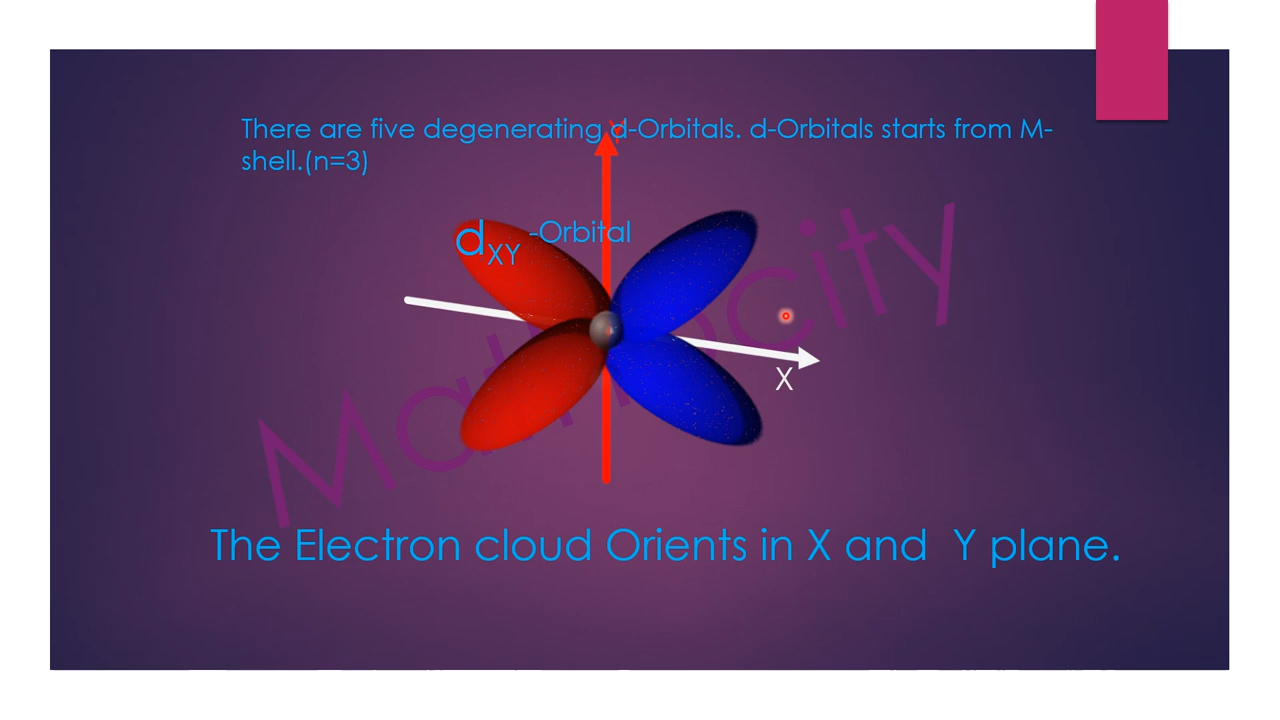 There are five degenerating d-Orbitals. d-Orbitals starts from M-
shell.(n=3)
Y
dXY -Orbital
X
Mathocity
The Electron cloud Orients in X and Y plane.